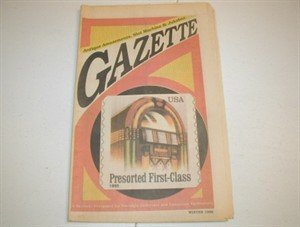 Antique Amusements, Slot Machine & Jukebox
GAZETTE
USA
Presorted First-Class
1995
WINTER 1996